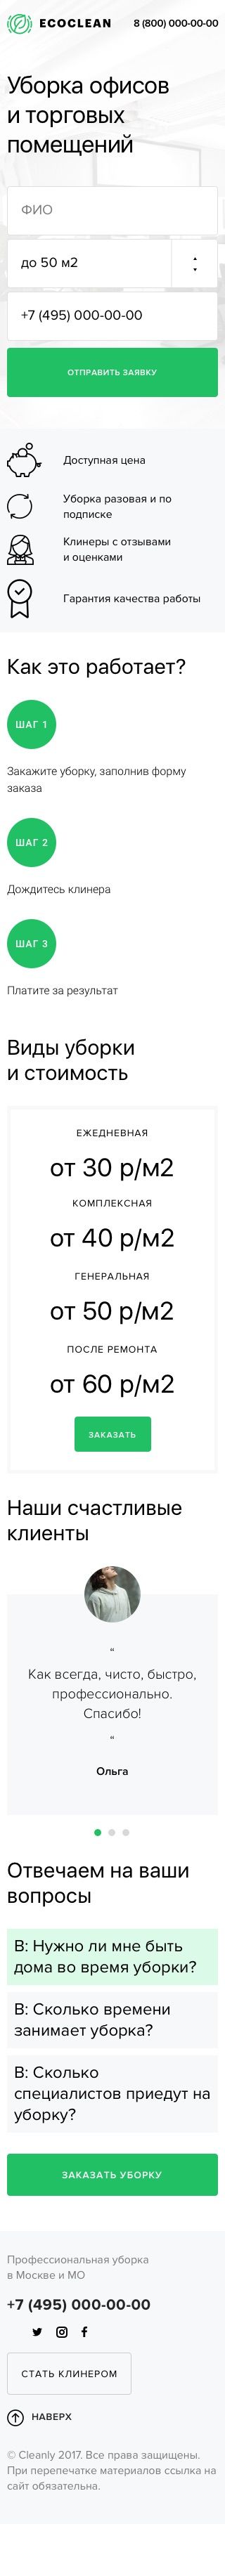 ECOCLEAN
8 (800) 000-00-00
Уборка офисов
и торговых
помещений
ФИО
до 50 м2
+7 (495) 000-00-00
ОТПРАВИТЬ ЗАЯВКУ
Доступная цена
Уборка разовая и по
подписке
Клинеры с отзывами
и оценками
Гарантия качества работы
Как это работает?
ШАГ 1
Закажите уборку, заполнив форму
заказа
ШАГ 2
Дождитесь клинера
ШАГ 3
Платите за результат
Виды уборки
и стоимость
ЕЖЕДНЕВНАЯ
от 30 р/м2
КОМПЛЕКСНАЯ
от 40 р/м2
ГЕНЕРАЛЬНАЯ
от 50 р/м2
ПОСЛЕ РЕМОНТА
от 60 р/м2
ЗАКАЗАТЬ
Наши счастливые
клиенты
“
Как всегда, чисто, быстро,
профессионально.
Спасибо!
“
Ольга
Отвечаем на ваши
вопросы
В: Нужно ли мне быть
дома во время уборки?
В: Сколько времени
занимает уборка?
В: Сколько
специалистов приедут на
уборку?
ЗАКАЗАТЬ УБОРКУ
Профессиональная уборка
в Москве и МО
+7 (495) 000-00-00
СТАТЬ КЛИНЕРОМ
НАВЕРХ
© Cleanly 2017. Все права защищены.
При перепечатке материалов ссылка на
сайт обязательна.